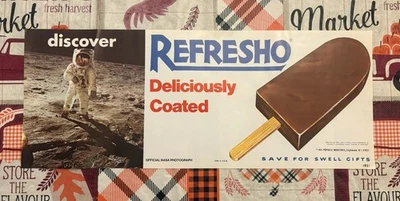 fresh harvest
Market
discover
REFRESHO
Deliciously
Coated
OFFICIAL NASA PHOTOGRAPH
SAVE FOR SWELL GIFTS
Market
fresh
STORE
THE
FLAVOUR
STORE
THE
FLAVOUR